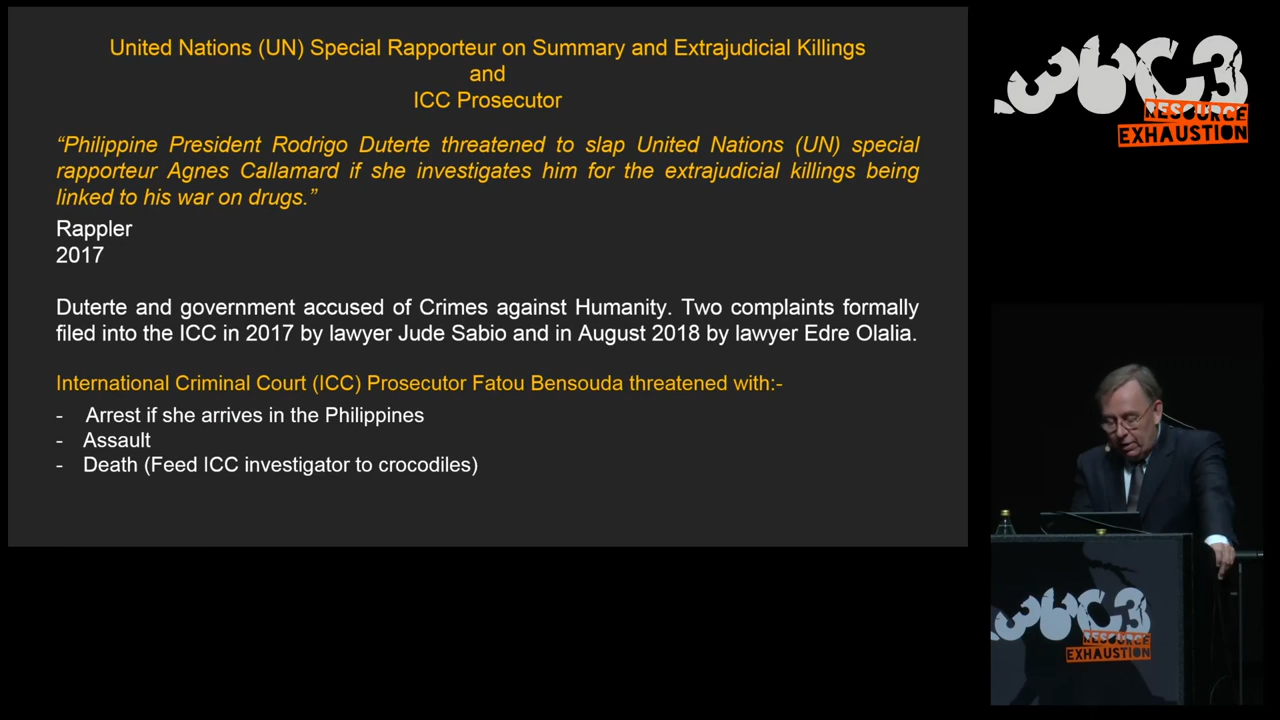 United Nations (UN) Special Rapporteur on Summary and Extrajudicial Killings
and
ICC Prosecutor
“Philippine President Rodrigo Duterte threatened to slap United Nations (UN) special
rapporteur Agnes Callamard if she investigates him for the extrajudicial killings being
linked to his war on drugs.”
Rappler
2017
Duterte and government accused of Crimes against Humanity. Two complaints formally
filed into the ICC in 2017 by lawyer Jude Sabio and in August 2018 by lawyer Edre Olalia.
International Criminal Court (ICC) Prosecutor Fatou Bensouda threatened with:-
- Arrest if she arrives in the Philippines
- Assault
- Death (Feed ICC investigator to crocodiles)
36C3
RESOURCE
EXHAUSTION
36C3
RESOURCE
EXHAUSTION